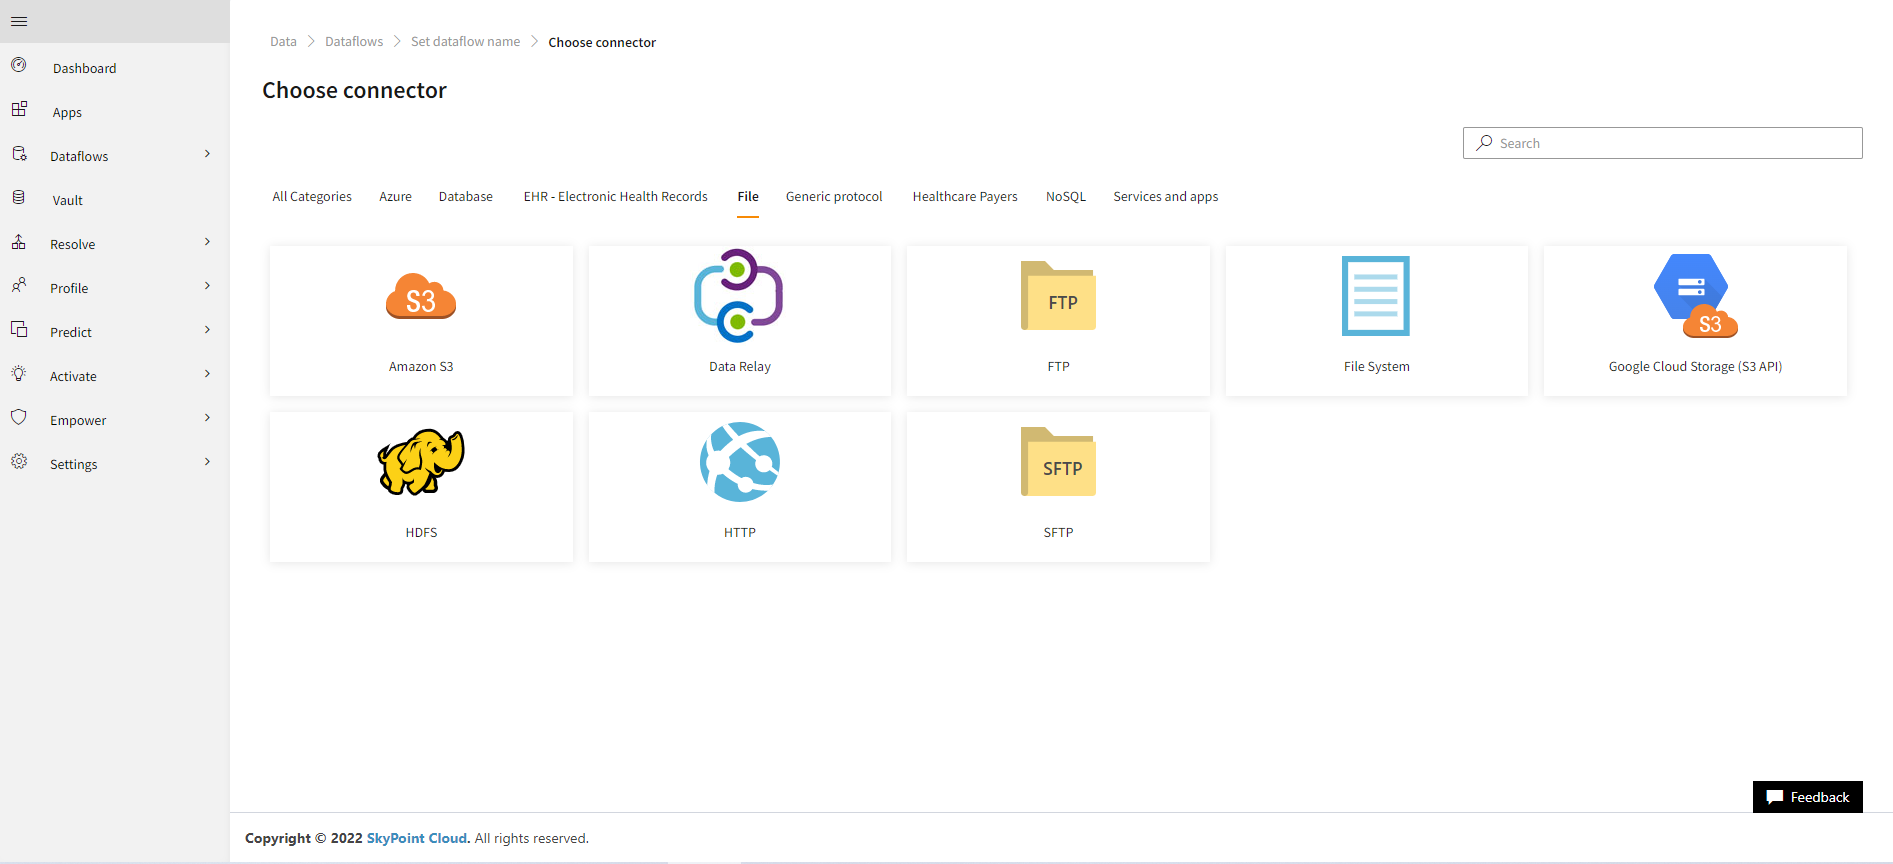 Data > Dataflows > Set dataflow name > Choose connector
Dashboard
Apps
Dataflows
Vault
Resolve
Profile
Predict
Activate
Empower
Settings
Choose connector
Search
All Categories Azure Database EHR - Electronic Health Records File Generic protocol Healthcare Payers NoSQL Services and apps
S3 FTP S3
Amazon S3 Data Relay FTP File System Google Cloud Storage (S3 API)
SFTP
HDFS HTTP SFTP
Feedback
Copyright © 2022 SkyPoint Cloud. All rights reserved.